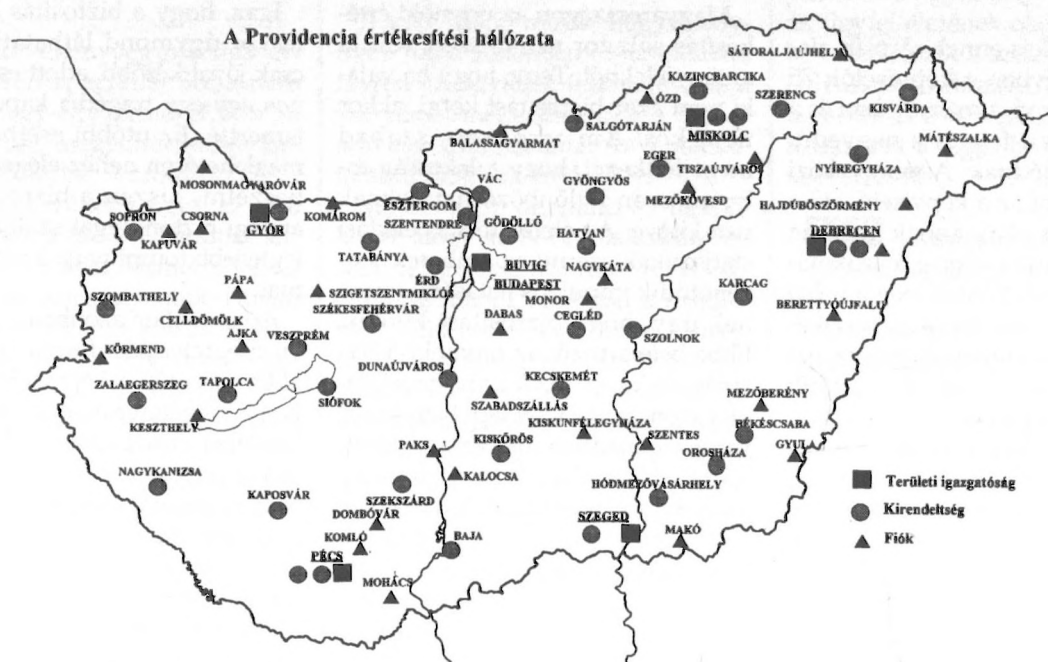 A Providencia értékesítési hálózata
SÁTORALJAÚJHELY
KAZINCBARCIKA
ÓZD
SZERENCS
KISVÁRDA
SALGÓTARJÁN
MISKOLC
BALASSAGYARMAT
MÁTÉSZALKA
EGER
TISZAÚJVÁROS
NYÍREGYHÁZA
MOSONMAGYARÓVÁR
VÁC
GYÖNGYÖS
MEZŐKÖVESD
HAJDÚBÖSZÖRMÉNY
ESZTERGOM
SOPRON
CSORNA
KOMÁROM
SZENTENDRE
GÖDÖLLŐ
KAPUVÁR
GYŐR
HATVAN
DEBRECEN
TATABÁNYA
BUVIG
NAGYKÁTA
PÁPA
ÉRD
BUDAPEST
KARCAG
SZOMBATHELY
SZIGETSZENTMIKLÓS
MONOR
BERETTYÓÚJFALU
CELLDÖMÖLK
SZÉKESFEHÉRVÁR
DABAS
CEGLÉD
AJKA
VESZPRÉM
SZOLNOK
KÖRMEND
DUNAÚJVÁROS
KECSKEMÉT
ZALAEGERSZEG
TAPOLCA
SIÓFOK
SZABADSZÁLLÁS
MEZŐBERÉNY
KESZTHELY
KISKUNFÉLEGYHÁZA
BÉKÉSCSABA
PAKS
KISKŐRÖS
SZENTES
GYULA
OROSHÁZA
NAGYKANIZSA
KALOCSA
HÓDMEZŐVÁSÁRHELY
Területi igazgatóság
KAPOSVÁR
SZEKSZÁRD
Kirendeltség
DOMBÓVÁR
SZEGED
KOMLÓ
BAJA
MAKÓ
Fiók
PÉCS
MOHÁCS